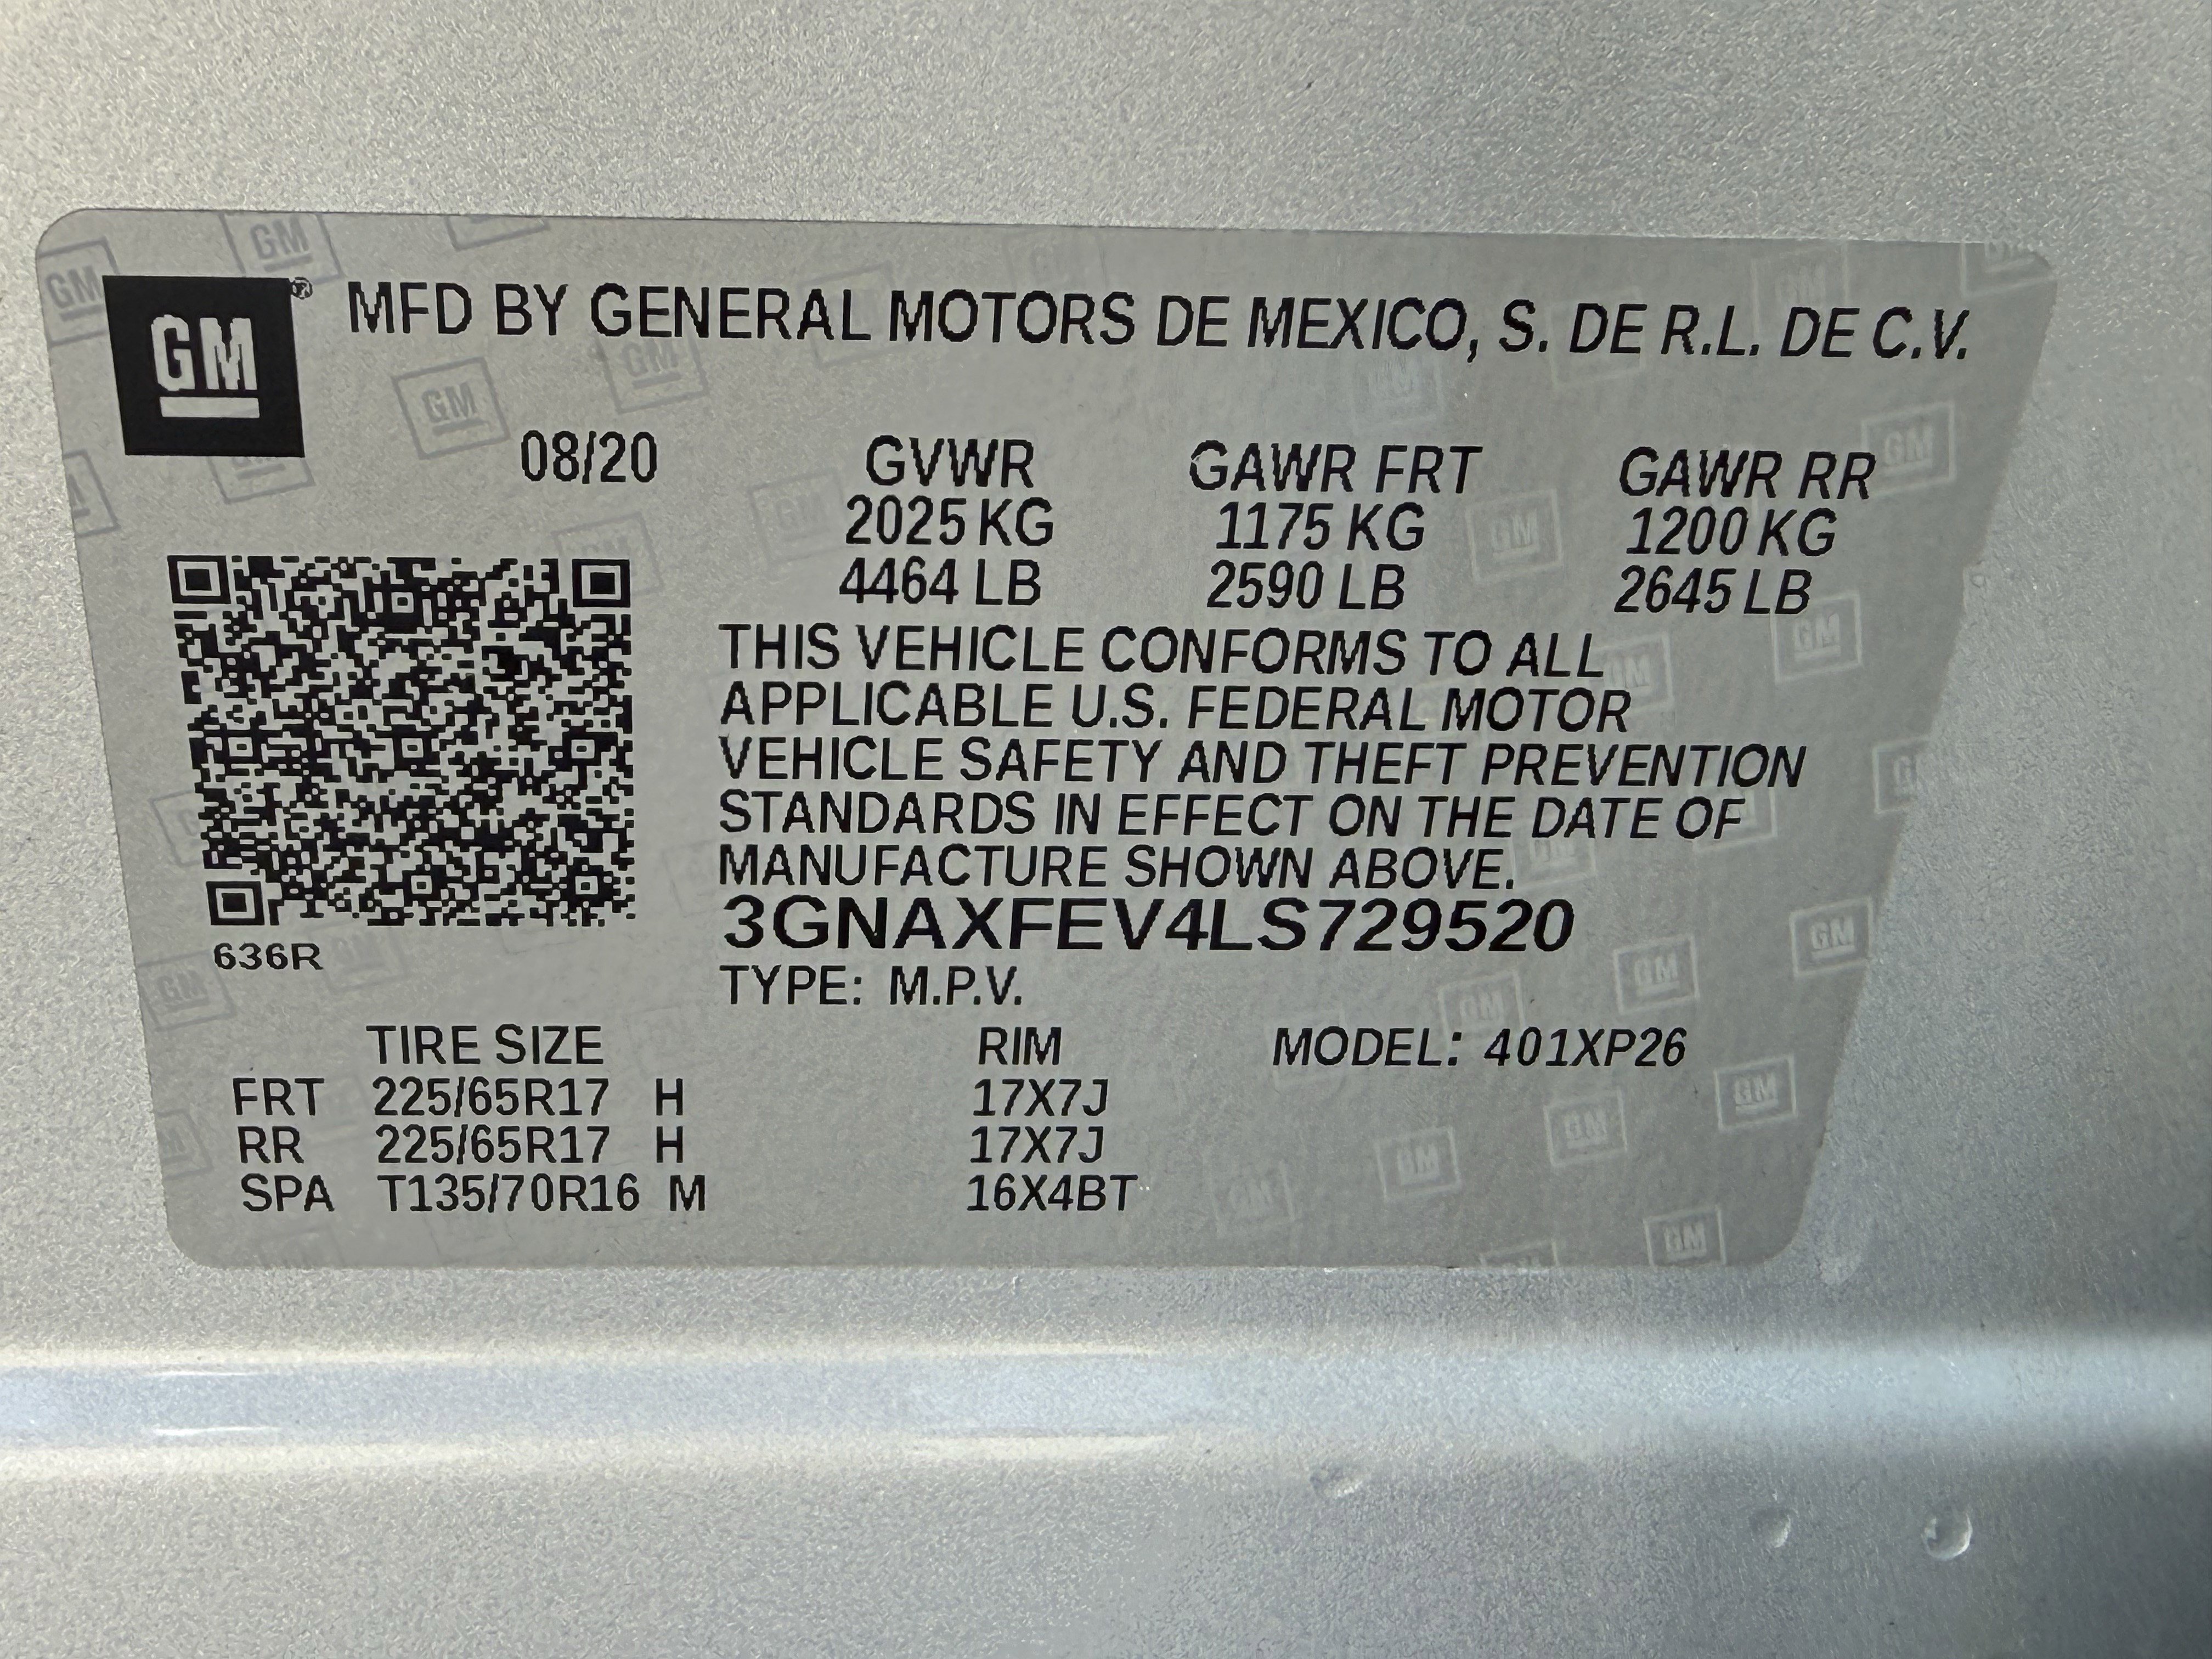 GM ® MFD BY GENERAL MOTORS DE MEXICO, S. DE R.L. DE C.V.
08/20 GVWR GAWR FRT GAWR RR
2025 KG 1175 KG 1200 KG
4464 LB 2590 LB 2645 LB
THIS VEHICLE CONFORMS TO ALL
APPLICABLE U.S. FEDERAL MOTOR
VEHICLE SAFETY AND THEFT PREVENTION
STANDARDS IN EFFECT ON THE DATE OF
MANUFACTURE SHOWN ABOVE.
3GNAXFEV4LS729520
636R
TYPE: M.P.V.
TIRE SIZE RIM MODEL: 401XP26
FRT 225/65R17 H 17X7J
RR 225/65R17 H 17X7J
SPA T135/70R16 M 16X4BT